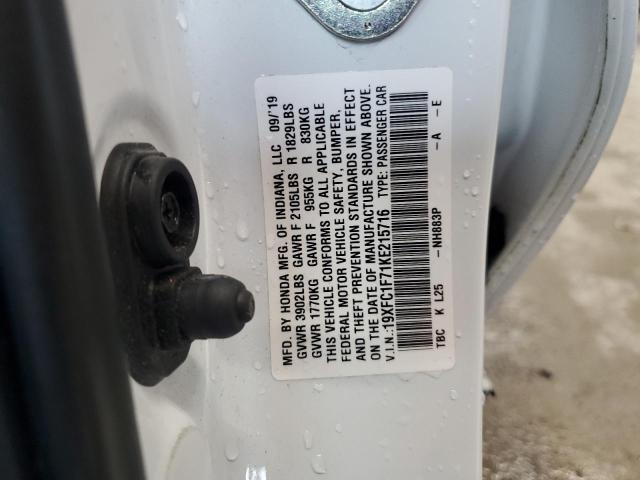 MFD. BY HONDA MFG. OF INDIANA, LLC 09/'19
GVWR 3902LBS GAWR F 2105LBS R 1829LBS
GVWR 1770KG GAWR F 955KG R 830KG
THIS VEHICLE CONFORMS TO ALL APPLICABLE
FEDERAL MOTOR VEHICLE SAFETY, BUMPER,
AND THEFT PREVENTION STANDARDS IN EFFECT
ON THE DATE OF MANUFACTURE SHOWN ABOVE.
V.I.N.:19XFC1F71KE215716 TYPE: PASSENGER CAR
TBC K L25 -NH883P -A -E